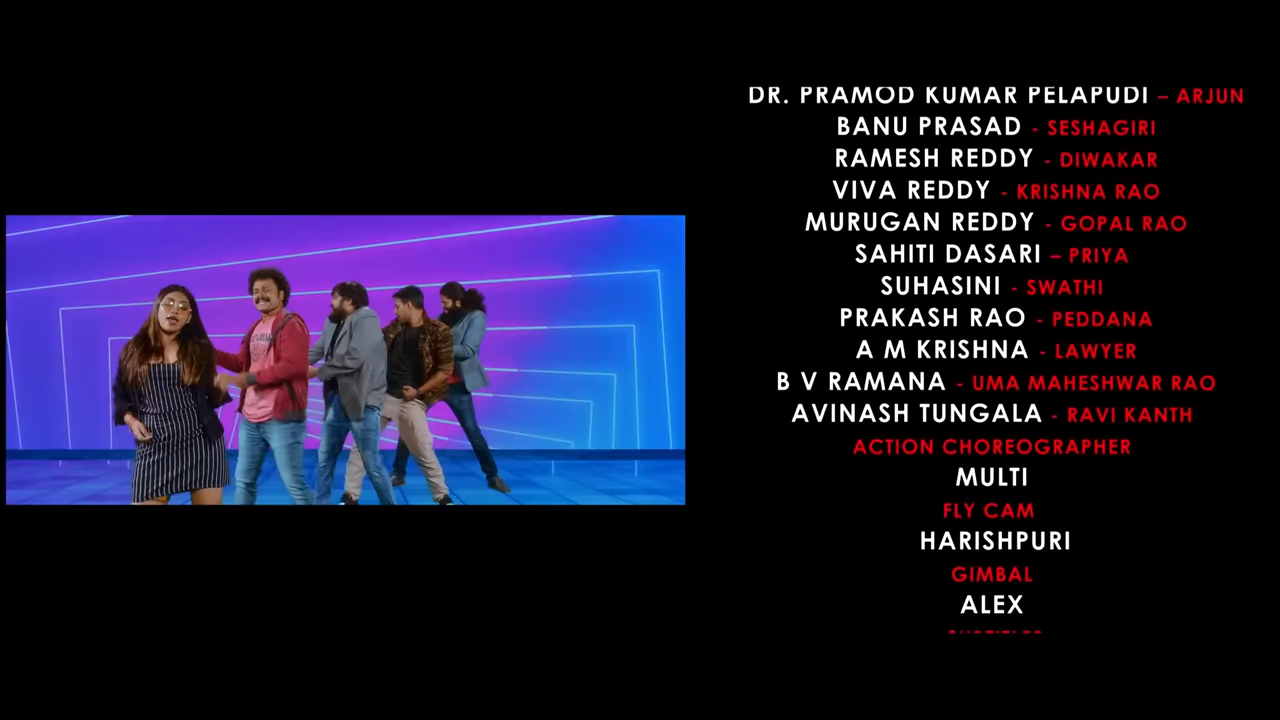 DR. PRAMOD KUMAR PELAPUDI – ARJUN
BANU PRASAD - SESHAGIRI
RAMESH REDDY - DIWAKAR
VIVA REDDY - KRISHNA RAO
MURUGAN REDDY - GOPAL RAO
SAHITI DASARI – PRIYA
SUHASINI - SWATHI
PRAKASH RAO - PEDDANA
A M KRISHNA - LAWYER
B V RAMANA - UMA MAHESHWAR RAO
AVINASH TUNGALA - RAVI KANTH
ACTION CHOREOGRAPHER
MULTI
FLY CAM
HARISHPURI
GIMBAL
ALEX